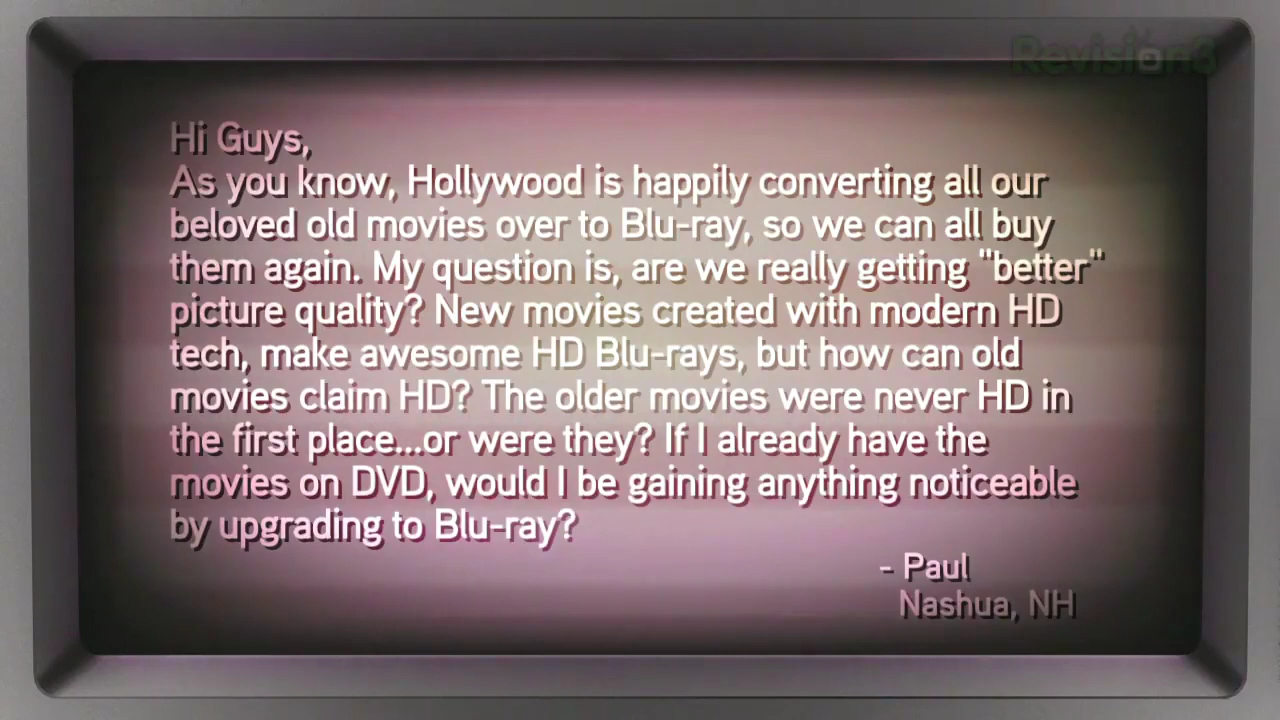 Revision3
Hi Guys,
As you know, Hollywood is happily converting all our
beloved old movies over to Blu-ray, so we can all buy
them again. My question is, are we really getting "better"
picture quality? New movies created with modern HD
tech, make awesome HD Blu-rays, but how can old
movies claim HD? The older movies were never HD in
the first place...or were they? If I already have the
movies on DVD, would I be gaining anything noticeable
by upgrading to Blu-ray?
- Paul
Nashua, NH